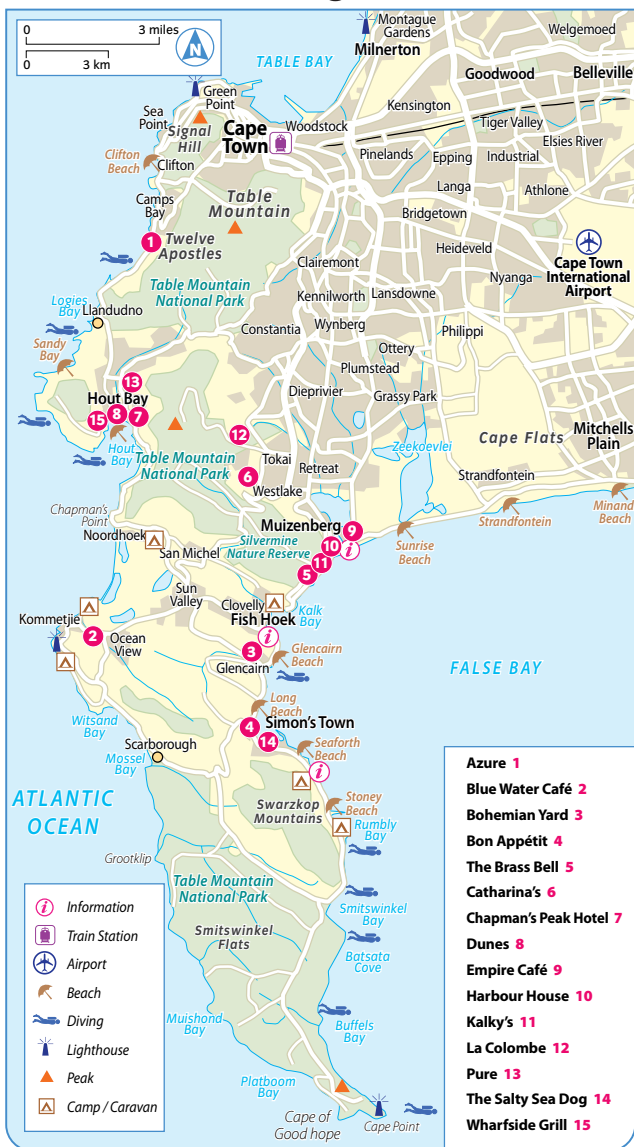 0 3 miles
0 3 km
N
Montague
Gardens
Milnerton
Welgemoed
TABLE BAY
Goodwood
Belleville
Green
Point
Sea
Point
Signal
Hill
Cape
Town
Woodstock
Kensington
Tiger Valley
Elsies River
Clifton
Beach
Clifton
Pinelands
Epping
Industrial
Camps
Bay
Table
Mountain
Langa
Athlone
Bridgetown
1
Twelve
Apostles
Heideveld
Clairemont
Nyanga
Cape Town
International
Airport
Table Mountain
National Park
Kennilworth
Lansdowne
Logies
Bay
Llandudno
Constantia
Wynberg
Philippi
Sandy
Bay
Ottery
Plumstead
Dieprivier
Grassy Park
13
Hout Bay
15
8
7
Hout
Bay
12
Zeekoevlei
Cape Flats
Mitchells
Plain
Table Mountain
National Park
Tokai
6
Retreat
Westlake
Strandfontein
Chapman's
Point
Noordhoek
Muizenberg
9
10
i
Strandfontein
Minand
Beach
Sunrise
Beach
San Michel
Silvermine
Nature Reserve
11
5
Sun
Valley
Clovelly
Kalk
Bay
Fish Hoek
Kommetjie
2
Ocean
View
i
3
Glencairn
Glencairn
Beach
FALSE BAY
Long
Beach
Witsand
Bay
4
Simon's Town
14
Scarborough
Mossel
Bay
Seaforth
Beach
i
ATLANTIC
OCEAN
Swarzkop
Mountains
Stoney
Beach
Rumbly
Bay
Grootklip
Table Mountain
National Park
Smitswinkel
Flats
Smitswinkel
Bay
Batsata
Cove
Muishond
Bay
Buffels
Bay
Platboom
Bay
Cape of
Good hope
Cape Point
i Information
Train Station
Airport
Beach
Diving
Lighthouse
Peak
Camp / Caravan
Azure 1
Blue Water Café 2
Bohemian Yard 3
Bon Appétit 4
The Brass Bell 5
Catharina's 6
Chapman's Peak Hotel 7
Dunes 8
Empire Café 9
Harbour House 10
Kalky's 11
La Colombe 12
Pure 13
The Salty Sea Dog 14
Wharfside Grill 15